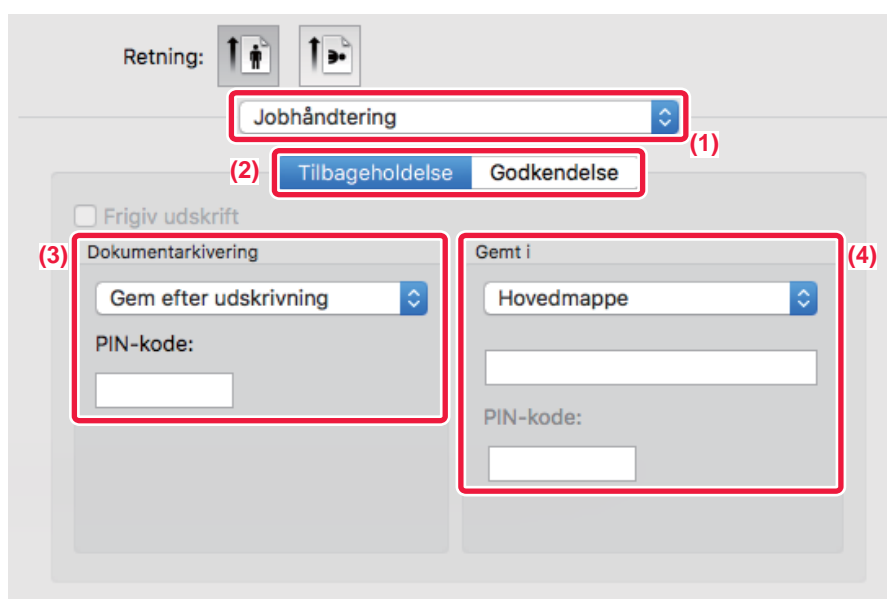 Retning:
Jobhåndtering
(1)
(2)
Tilbageholdelse Godkendelse
Frigiv udskrift
(3)
Dokumentarkivering
Gem efter udskrivning
PIN-kode:
Gemt i
(4)
Hovedmappe
PIN-kode: